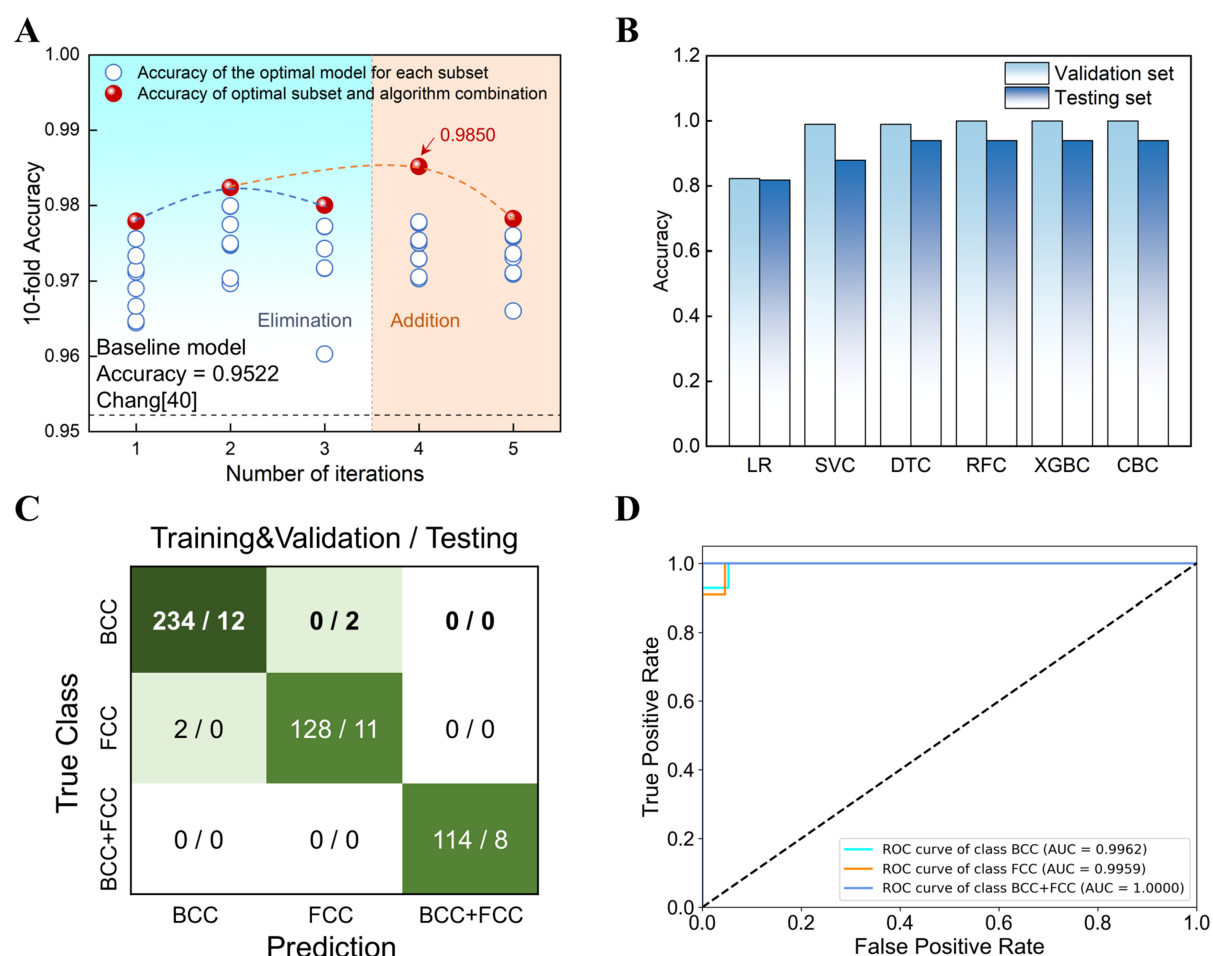 A
1.00
0.99
0.98
0.97
0.96
0.95
10-fold Accuracy
Accuracy of the optimal model for each subset
Accuracy of optimal subset and algorithm combination
0.9850
Elimination
Addition
Baseline model
Accuracy = 0.9522
Chang[40]
1 2 3 4 5
Number of iterations
B
1.2
1.0
0.8
0.6
0.4
0.2
0.0
Accuracy
Validation set
Testing set
LR SVC DTC RFC XGBC CBC
C
Training&Validation / Testing
True Class
BCC
234 / 12 0 / 2 0 / 0
FCC
2 / 0 128 / 11 0 / 0
BCC+FCC
0 / 0 0 / 0 114 / 8
BCC FCC BCC+FCC
Prediction
D
1.0
0.8
0.6
0.4
0.2
0.0
True Positive Rate
ROC curve of class BCC (AUC = 0.9962)
ROC curve of class FCC (AUC = 0.9959)
ROC curve of class BCC+FCC (AUC = 1.0000)
0.0 0.2 0.4 0.6 0.8 1.0
False Positive Rate